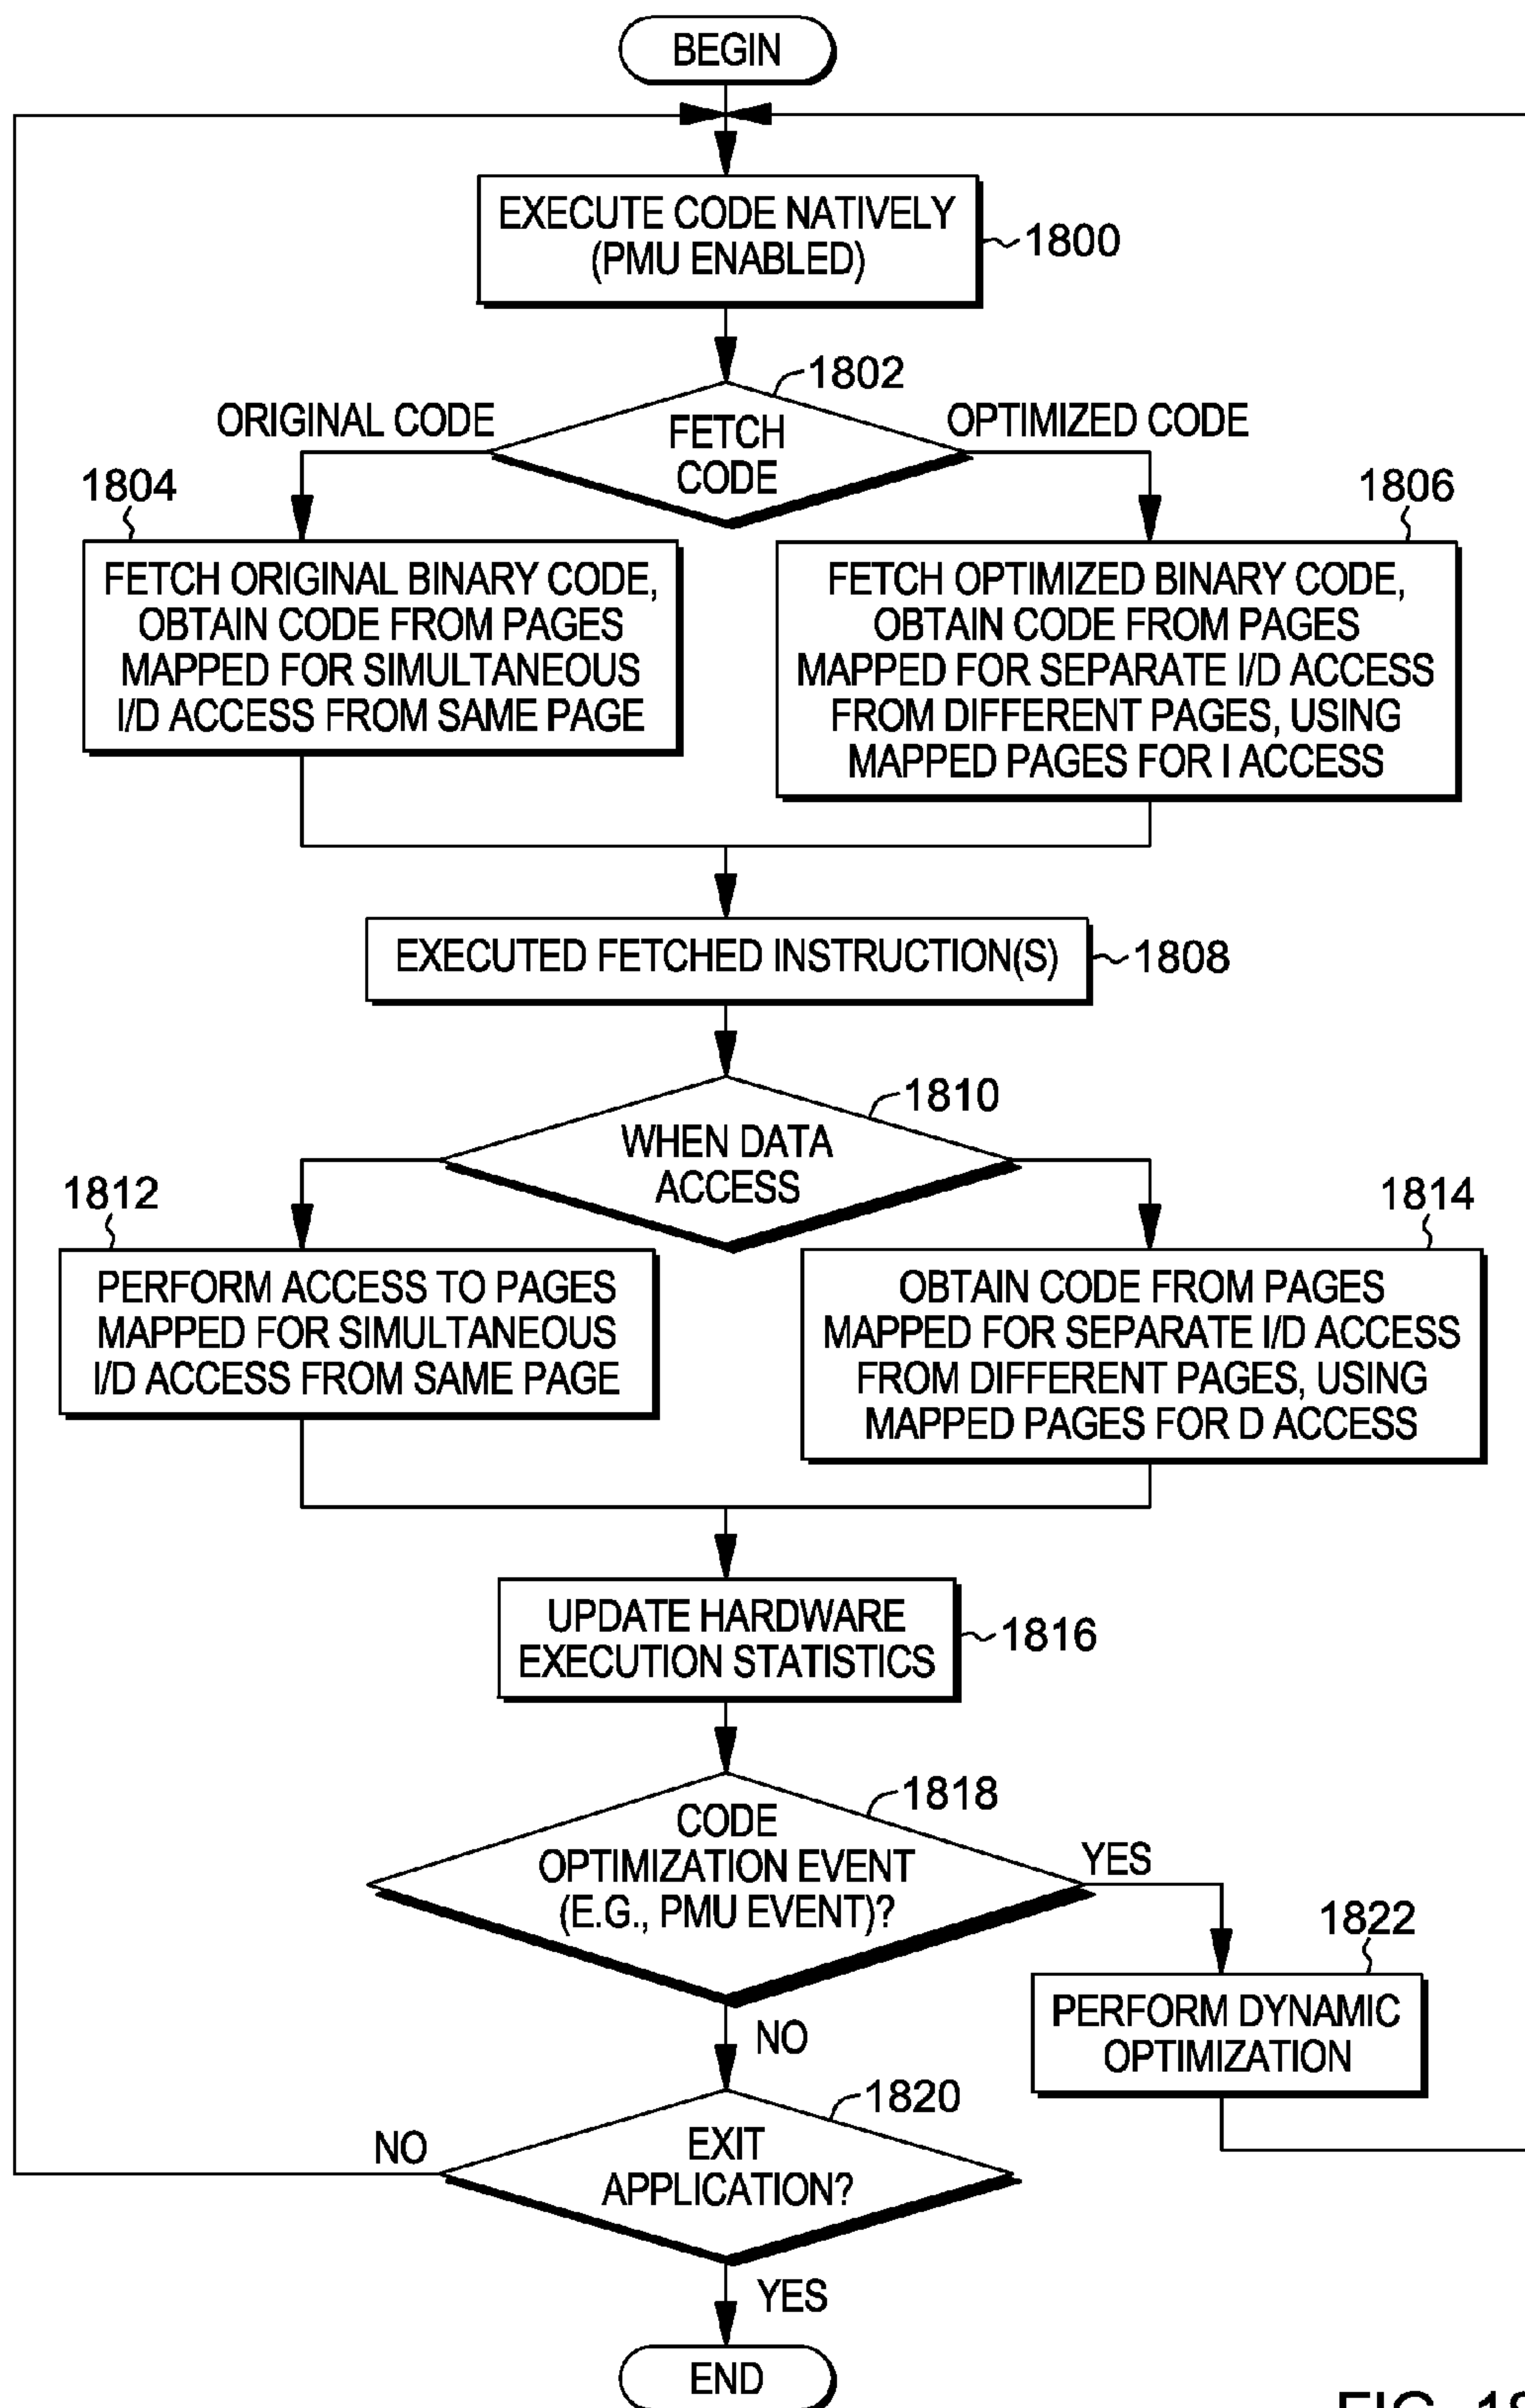 BEGIN
EXECUTE CODE NATIVELY
(PMU ENABLED)
1800
1802
FETCH
CODE
ORIGINAL CODE
OPTIMIZED CODE
1804
FETCH ORIGINAL BINARY CODE,
OBTAIN CODE FROM PAGES
MAPPED FOR SIMULTANEOUS
I/D ACCESS FROM SAME PAGE
1806
FETCH OPTIMIZED BINARY CODE,
OBTAIN CODE FROM PAGES
MAPPED FOR SEPARATE I/D ACCESS
FROM DIFFERENT PAGES, USING
MAPPED PAGES FOR I ACCESS
EXECUTED FETCHED INSTRUCTION(S)
1808
1810
WHEN DATA
ACCESS
1812
PERFORM ACCESS TO PAGES
MAPPED FOR SIMULTANEOUS
I/D ACCESS FROM SAME PAGE
1814
OBTAIN CODE FROM PAGES
MAPPED FOR SEPARATE I/D ACCESS
FROM DIFFERENT PAGES, USING
MAPPED PAGES FOR D ACCESS
UPDATE HARDWARE
EXECUTION STATISTICS
1816
1818
CODE
OPTIMIZATION EVENT
(E.G., PMU EVENT)?
YES
1822
PERFORM DYNAMIC
OPTIMIZATION
NO
1820
EXIT
APPLICATION?
NO
YES
END
FIG. 18